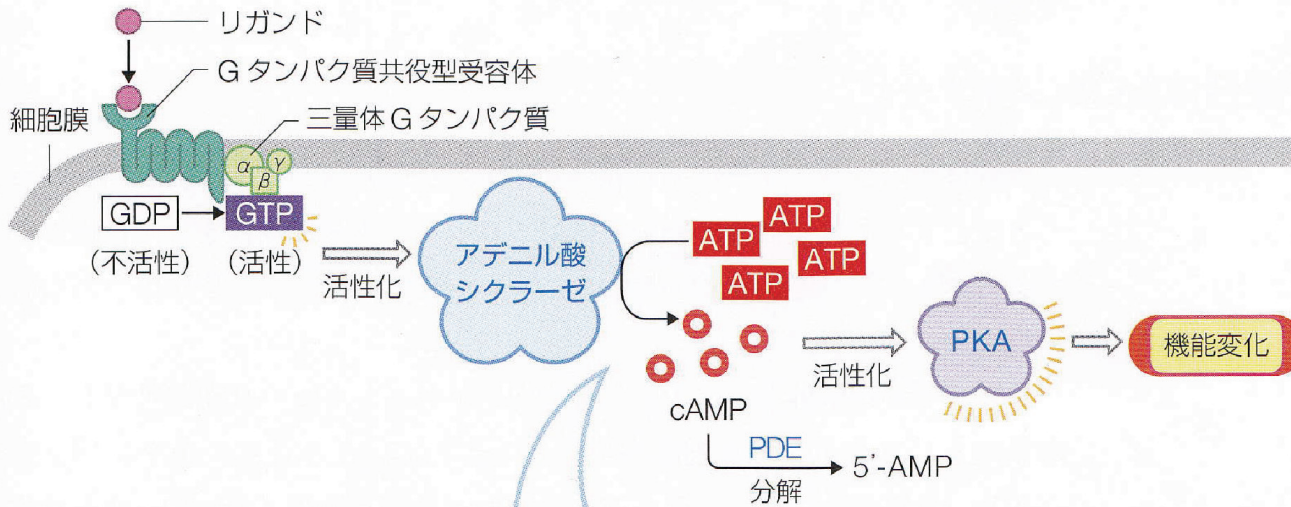 リガンド
Gタンパク質共役型受容体
細胞膜
三量体Gタンパク質
α
β
γ
GDP
GTP
(不活性)
(活性)
活性化
アデニル酸
シクラーゼ
ATP
ATP
ATP
ATP
cAMP
活性化
PKA
機能変化
PDE
分解
5'-AMP